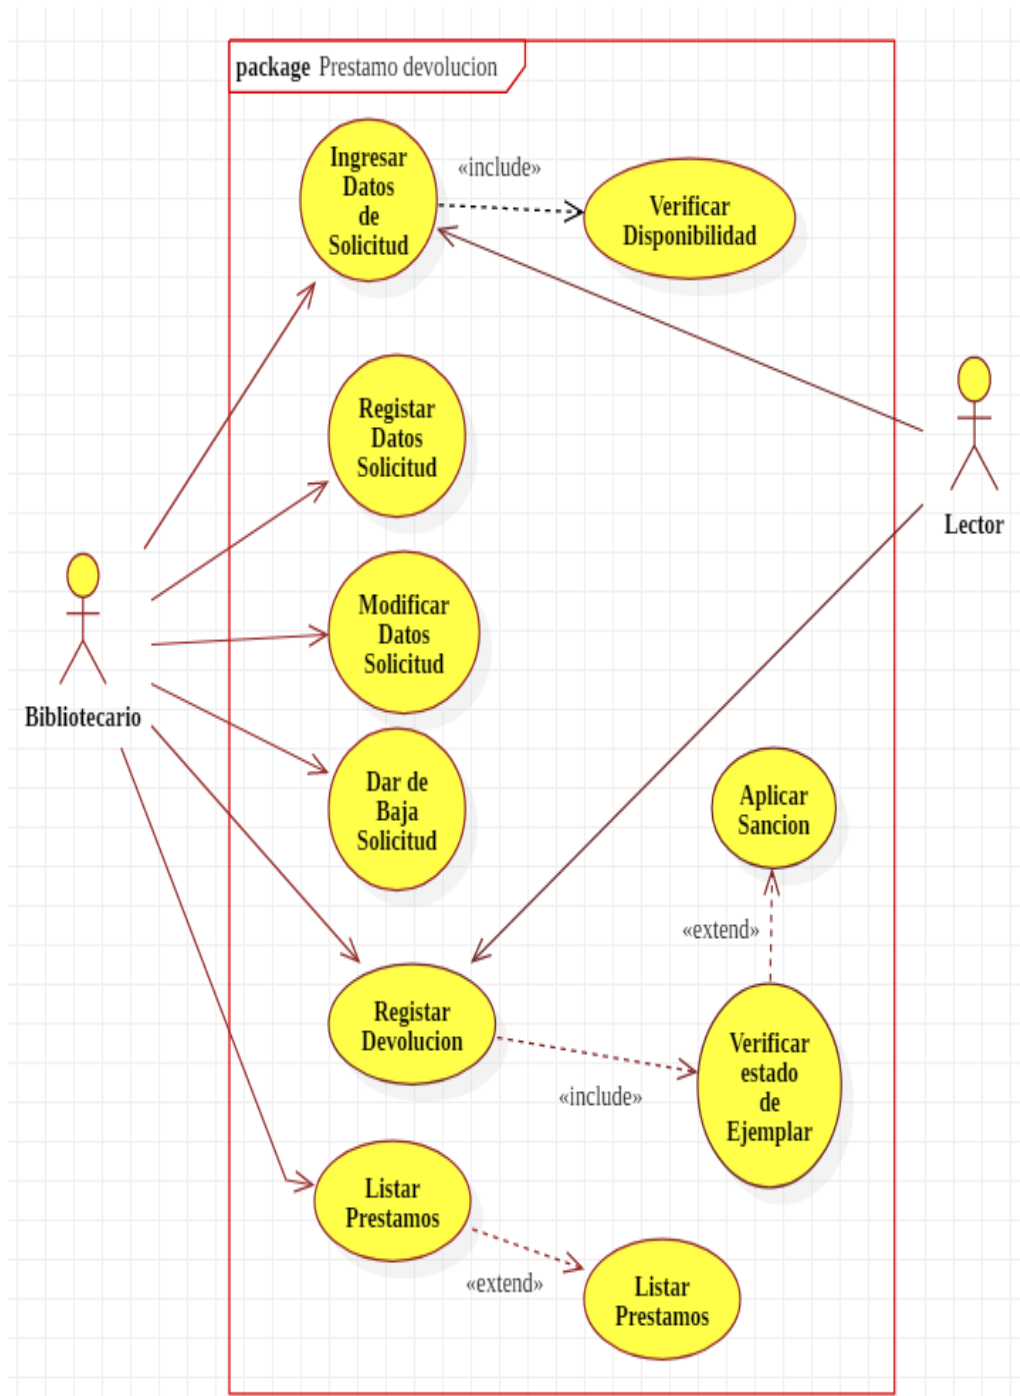 package Prestamo devolucion
Ingresar
Datos
de
Solicitud
«include»
Verificar
Disponibilidad
Registar
Datos
Solicitud
Lector
Modificar
Datos
Solicitud
Bibliotecario
Dar de
Baja
Solicitud
Aplicar
Sancion
«extend»
Registar
Devolucion
«include»
Verificar
estado
de
Ejemplar
Listar
Prestamos
«extend»
Listar
Prestamos